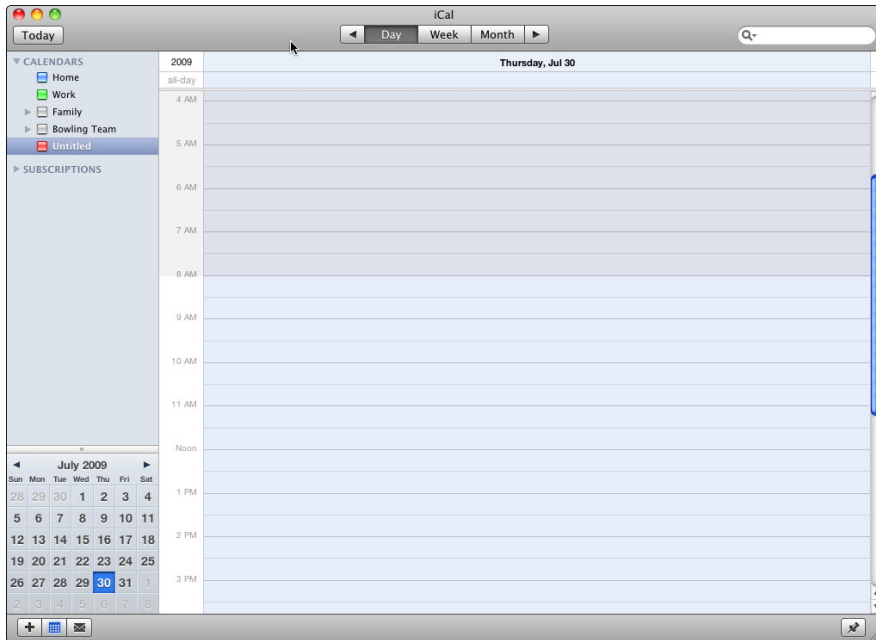 iCal
Today
Day Week Month
CALENDARS
Home
Work
Family
Bowling Team
Untitled
SUBSCRIPTIONS
2009 Thursday, Jul 30
all-day
4 AM
5 AM
6 AM
7 AM
8 AM
9 AM
10 AM
11 AM
Noon
1 PM
2 PM
3 PM
July 2009
Sun Mon Tue Wed Thu Fri Sat
28 29 30 1 2 3 4
5 6 7 8 9 10 11
12 13 14 15 16 17 18
19 20 21 22 23 24 25
26 27 28 29 30 31 1
2 3 4 5 6 7 8